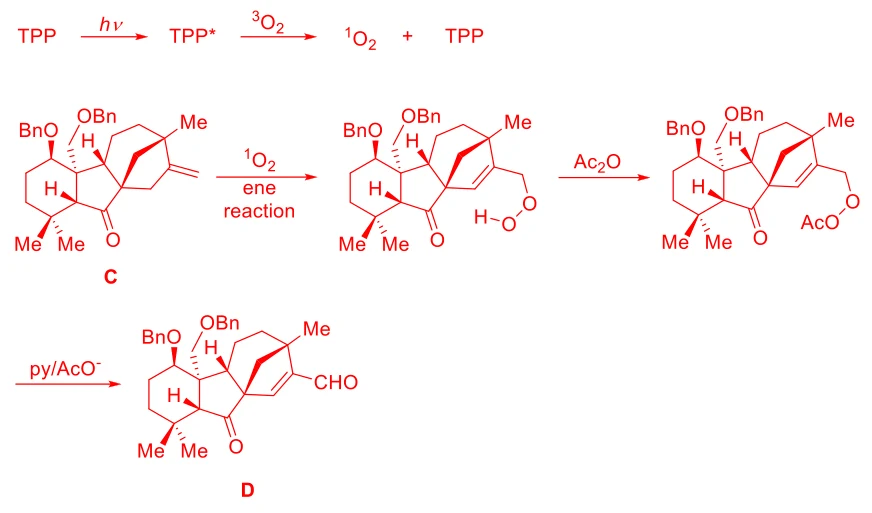 TPP hν TPP* ³O₂ ¹O₂ + TPP
OBn
BnO
H
Me
H
Me Me
O
C
¹O₂
ene
reaction
OBn
BnO
H
Me
H
Me Me
O
O
H
O
Ac₂O
OBn
BnO
H
Me
H
Me Me
O
O
AcO
py/AcO⁻
OBn
BnO
H
Me
H
CHO
Me Me
O
D